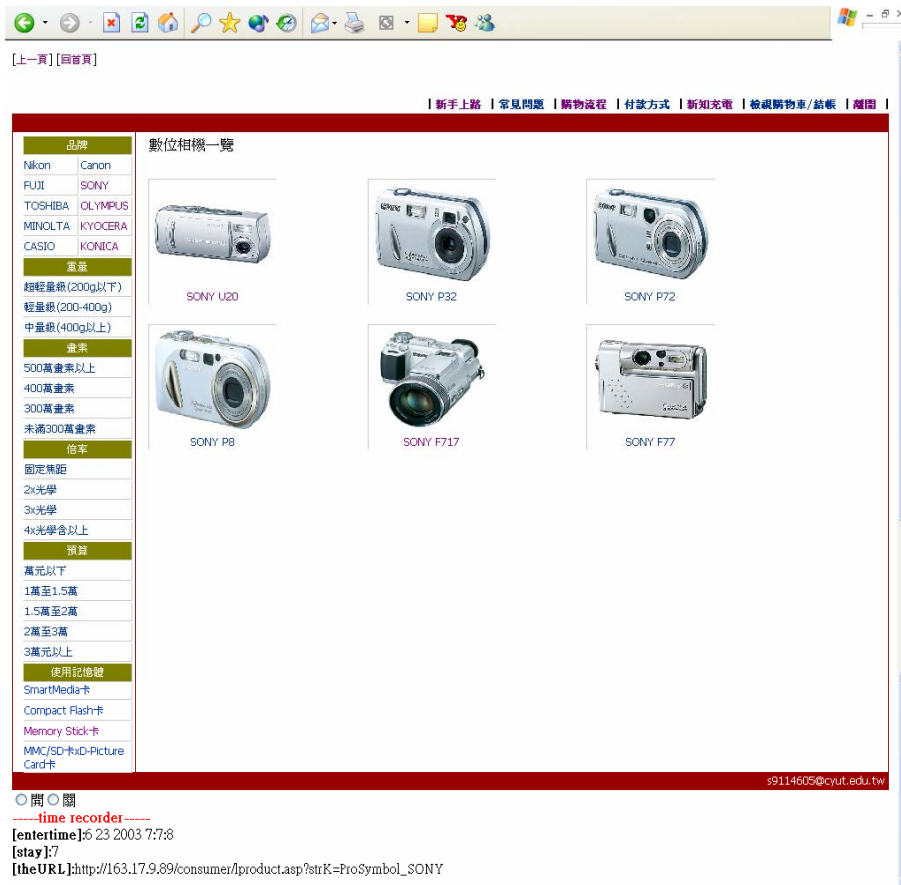 [上一頁] [回首頁]
| 新手上路 | 常見問題 | 購物流程 | 付款方式 | 新知充電 | 檢視購物車/結帳 | 離開 |
品牌
Nikon Canon
FUJI SONY
TOSHIBA OLYMPUS
MINOLTA KYOCERA
CASIO KONICA
重量
超輕量級(200g以下)
輕量級(200-400g)
中量級(400g以上)
畫素
500萬畫素以上
400萬畫素
300萬畫素
未滿300萬畫素
倍率
固定焦距
2x光學
3x光學
4x光學含以上
預算
萬元以下
1萬至1.5萬
1.5萬至2萬
2萬至3萬
3萬元以上
使用記憶體
SmartMedia卡
Compact Flash卡
Memory Stick卡
MMC/SD卡xD-Picture
Card卡
數位相機一覽
SONY U20
SONY P32
SONY P72
SONY P8
SONY F717
SONY F77
s9114605@cyut.edu.tw
開 關
-----time recorder-----
[entertime]:6 23 2003 7:7:8
[stay]:7
[theURL]:http://163.17.9.89/consumer/lproduct.asp?strK=ProSymbol_SONY